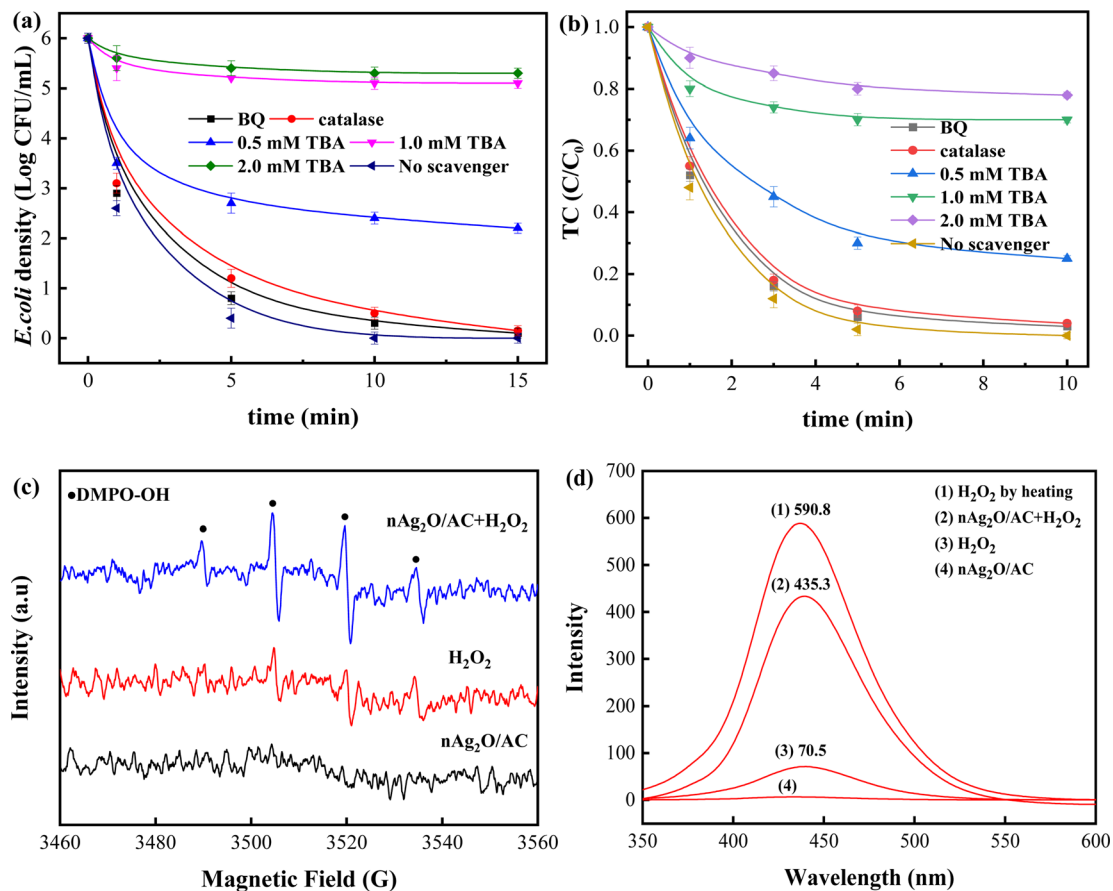 (a)
E.coli density (Log CFU/mL)
6
5
4
3
2
1
0
BQ catalase
0.5 mM TBA 1.0 mM TBA
2.0 mM TBA No scavenger
0 5 10 15
time (min)
(b)
TC (C/C₀)
1.0
0.8
0.6
0.4
0.2
0.0
BQ
catalase
0.5 mM TBA
1.0 mM TBA
2.0 mM TBA
No scavenger
0 2 4 6 8 10
time (min)
(c)
Intensity (a.u)
DMPO-OH
nAg₂O/AC+H₂O₂
H₂O₂
nAg₂O/AC
3460 3480 3500 3520 3540 3560
Magnetic Field (G)
(d)
Intensity
700
600
500
400
300
200
100
0
(1) H₂O₂ by heating
(2) nAg₂O/AC+H₂O₂
(3) H₂O₂
(4) nAg₂O/AC
(1) 590.8
(2) 435.3
(3) 70.5
(4)
350 400 450 500 550 600
Wavelength (nm)